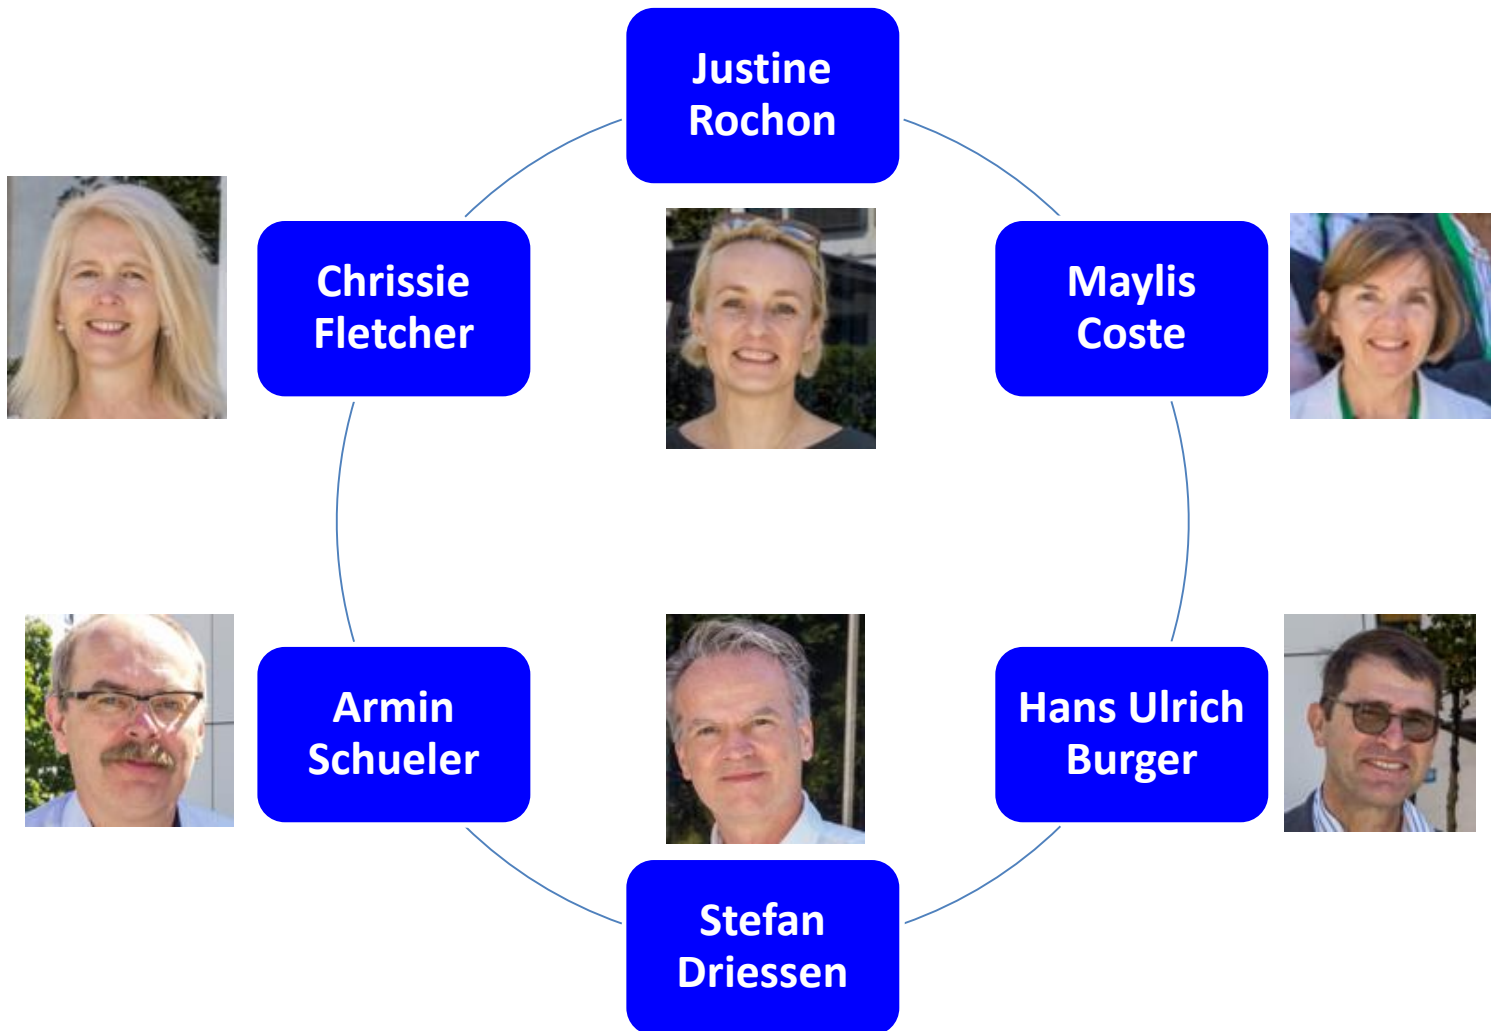 Justine
Rochon
Chrissie
Fletcher
Maylis
Coste
Armin
Schueler
Hans Ulrich
Burger
Stefan
Driessen